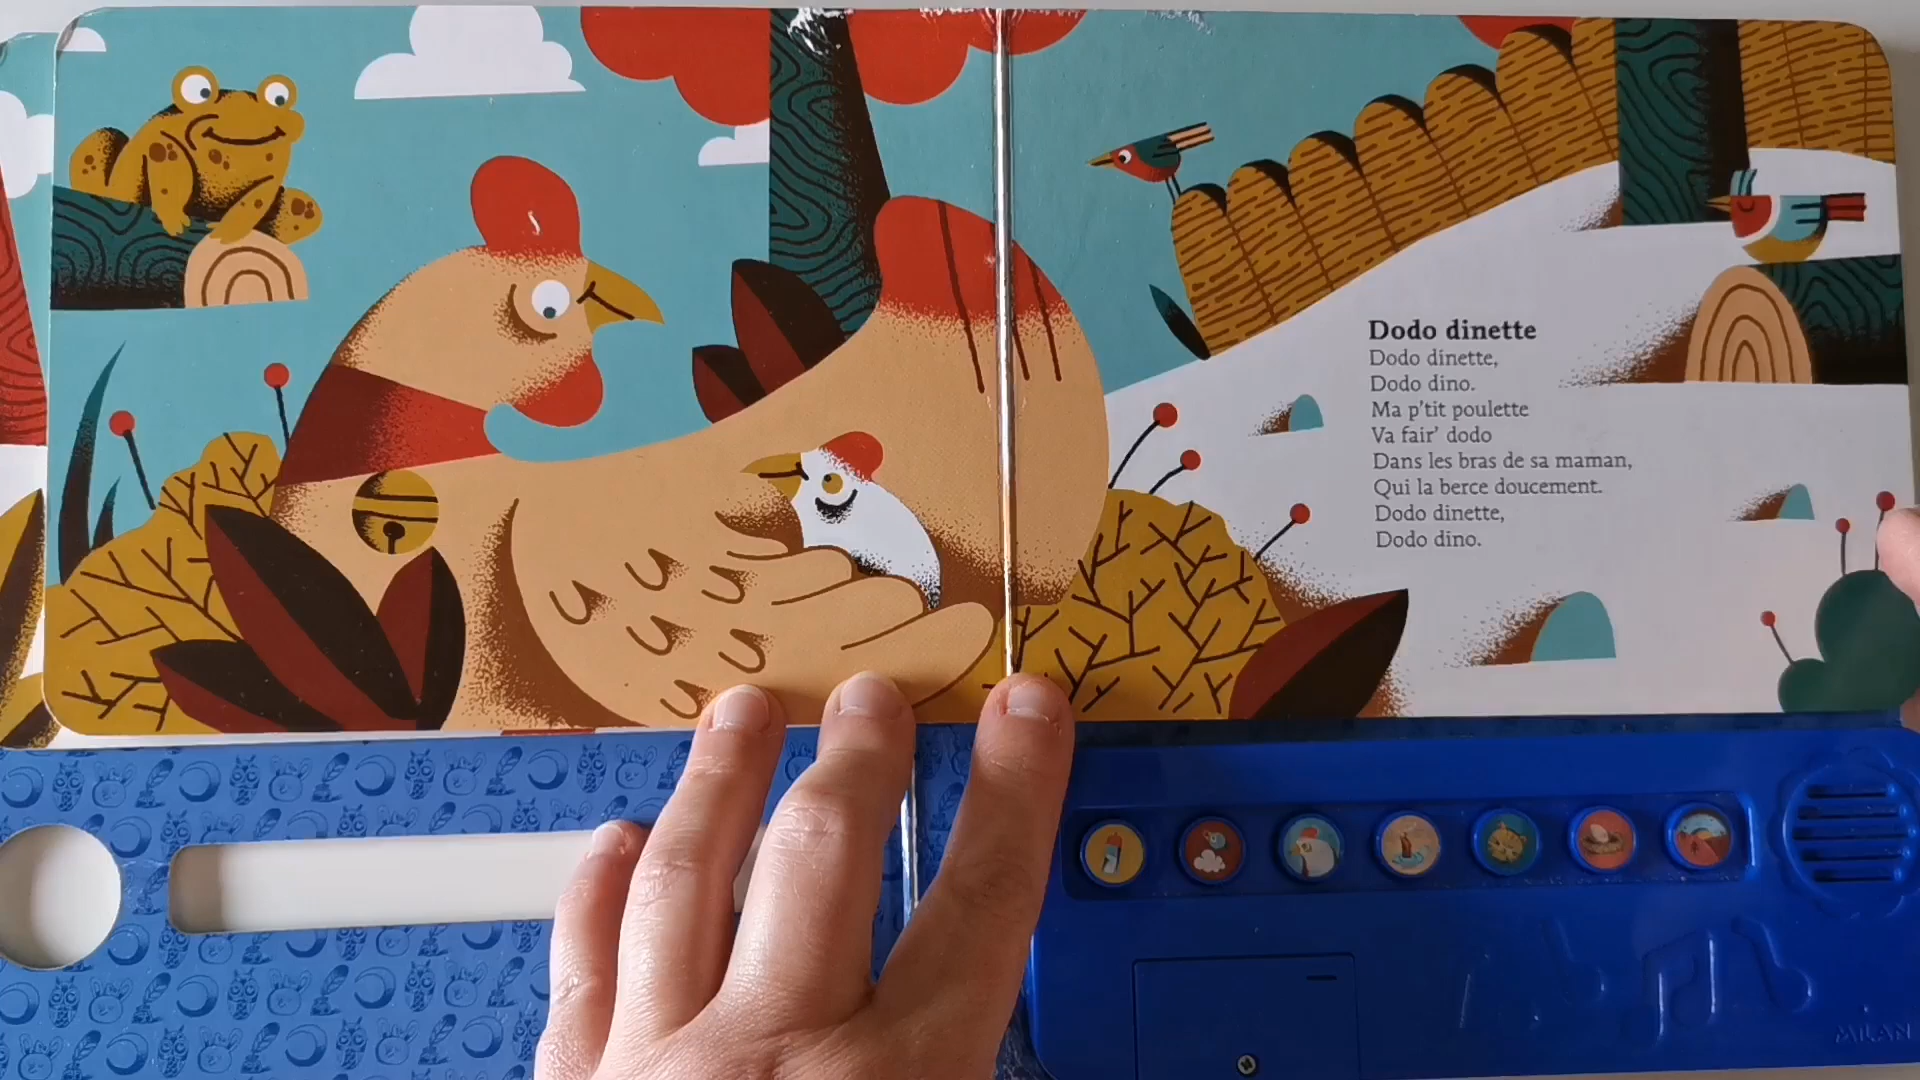 Dodo dinette
Dodo dinette,
Dodo dino.
Ma p'tit poulette
Va fair' dodo
Dans les bras de sa maman,
Qui la berce doucement.
Dodo dinette,
Dodo dino.
MILAN